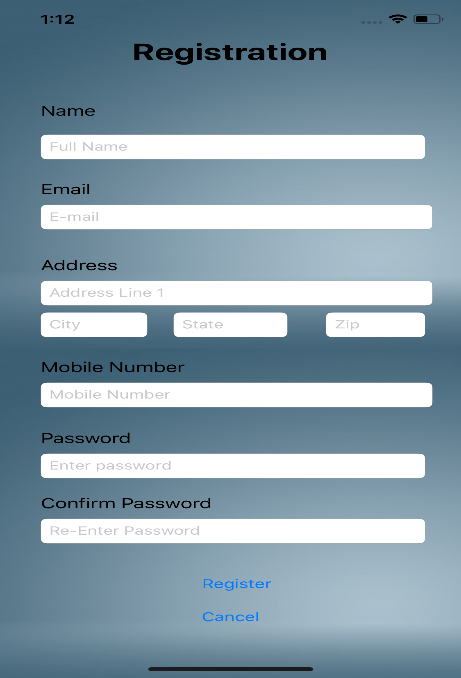 1:12
Registration
Name
Full Name
Email
E-mail
Address
Address Line 1
City State Zip
Mobile Number
Mobile Number
Password
Enter password
Confirm Password
Re-Enter Password
Register
Cancel